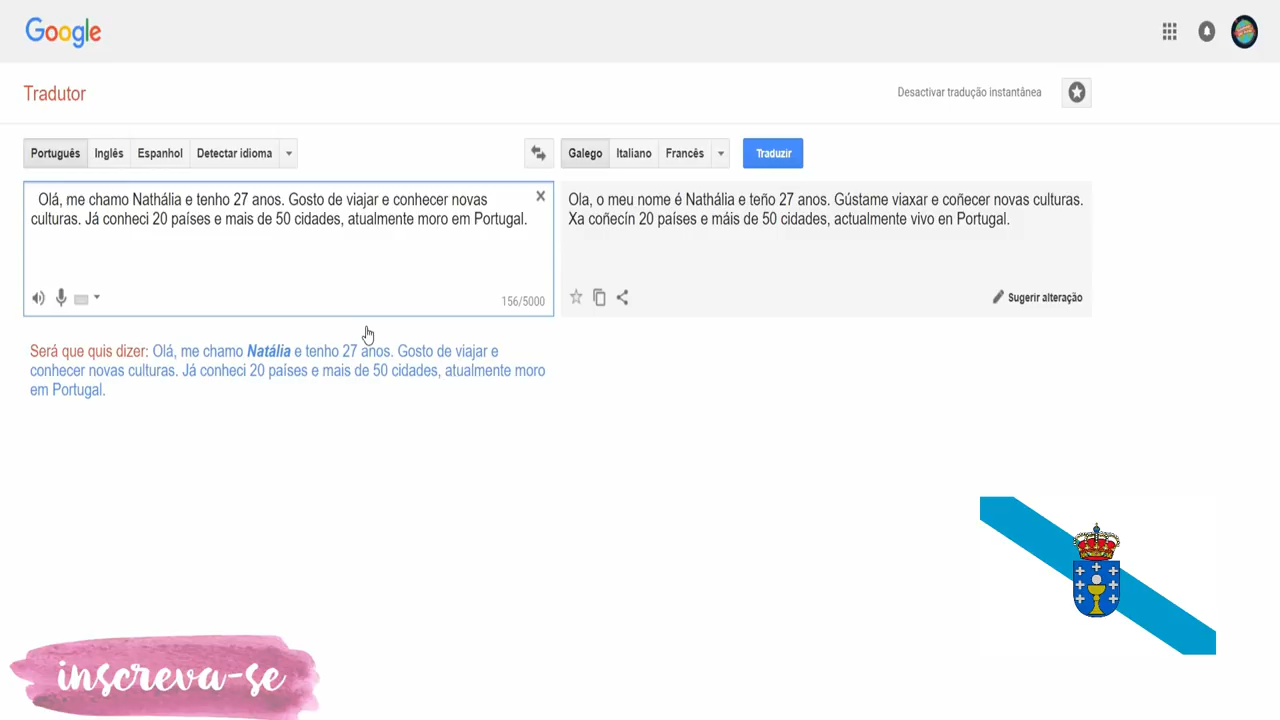 Google
Tradutor
Desactivar tradução instantânea
Português Inglês Espanhol Detectar idioma
Galego Italiano Francês Traduzir
Olá, me chamo Nathália e tenho 27 anos. Gosto de viajar e conhecer novas
culturas. Já conheci 20 países e mais de 50 cidades, atualmente moro em Portugal.
156/5000
Ola, o meu nome é Nathália e teño 27 anos. Gústame viaxar e coñecer novas culturas.
Xa coñecín 20 países e máis de 50 cidades, actualmente vivo en Portugal.
Sugerir alteração
Será que quis dizer: Olá, me chamo Natália e tenho 27 anos. Gosto de viajar e
conhecer novas culturas. Já conheci 20 países e mais de 50 cidades, atualmente moro
em Portugal.
inscreva-se